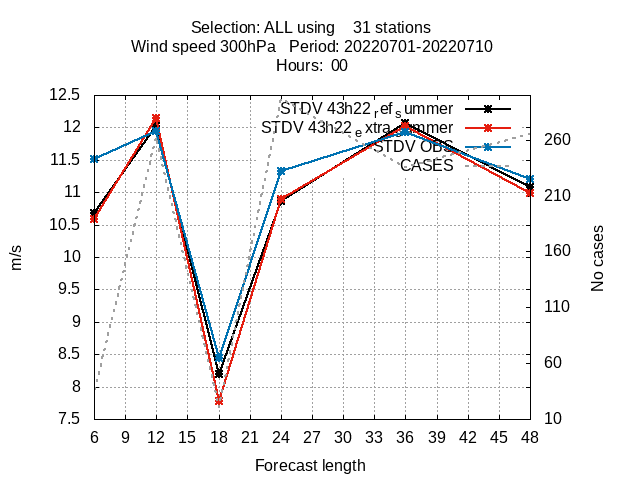 Selection: ALL using    31 stations
Wind speed 300hPa   Period: 20220701-20220710
Hours:  00
STDV 43h22ref_summer
STDV 43h22extra_summer
STDV OBS
CASES
12.5
12
11.5
11
10.5
10
9.5
9
8.5
8
7.5
m/s
260
210
160
110
60
10
No cases
6 9 12 15 18 21 24 27 30 33 36 39 42 45 48
Forecast length